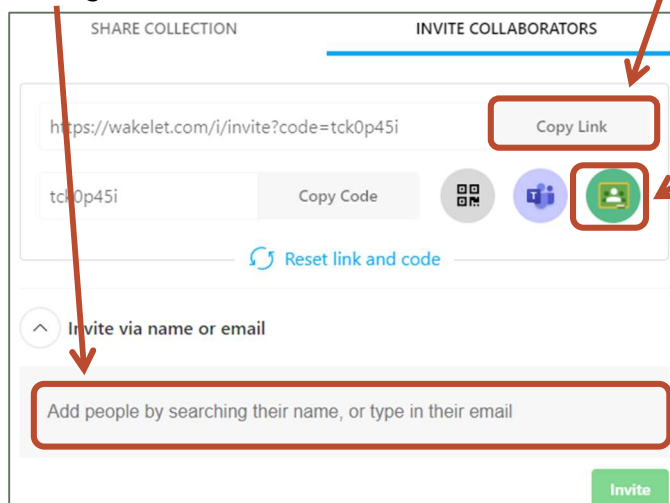 SHARE COLLECTION INVITE COLLABORATORS
https://wakelet.com/i/invite?code=tck0p45i Copy Link
tck0p45i Copy Code
Reset link and code
Invite via name or email
Add people by searching their name, or type in their email
Invite